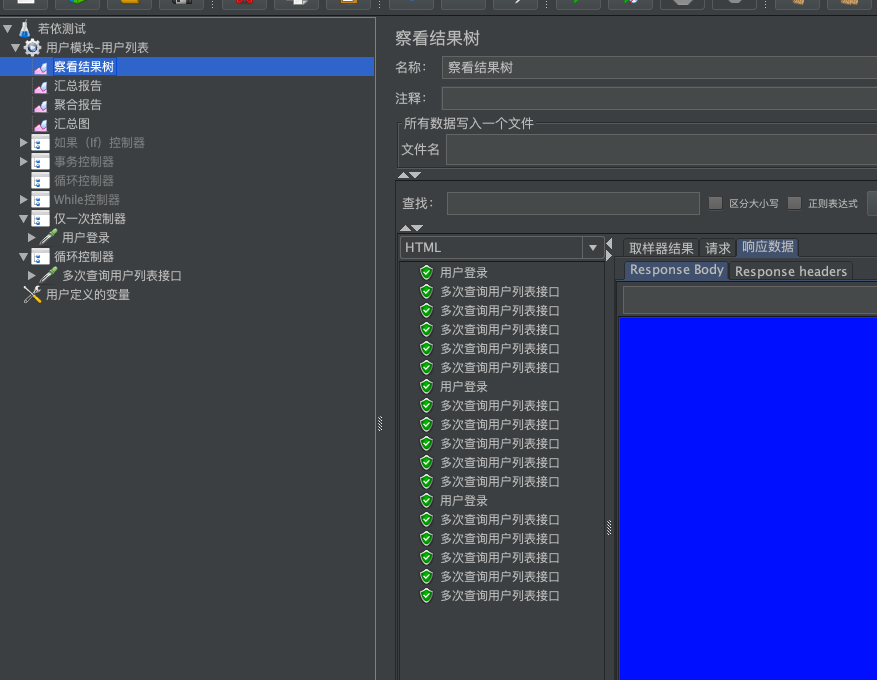 若依测试
用户模块-用户列表
察看结果树
汇总报告
聚合报告
汇总图
如果（If）控制器
事务控制器
循环控制器
While控制器
仅一次控制器
用户登录
循环控制器
多次查询用户列表接口
用户定义的变量
察看结果树
名称： 察看结果树
注释：
所有数据写入一个文件
文件名
查找： 区分大小写 正则表达式
HTML
用户登录
多次查询用户列表接口
多次查询用户列表接口
多次查询用户列表接口
多次查询用户列表接口
多次查询用户列表接口
用户登录
多次查询用户列表接口
多次查询用户列表接口
多次查询用户列表接口
多次查询用户列表接口
多次查询用户列表接口
用户登录
多次查询用户列表接口
多次查询用户列表接口
多次查询用户列表接口
多次查询用户列表接口
多次查询用户列表接口
取样器结果 请求 响应数据
Response Body Response headers